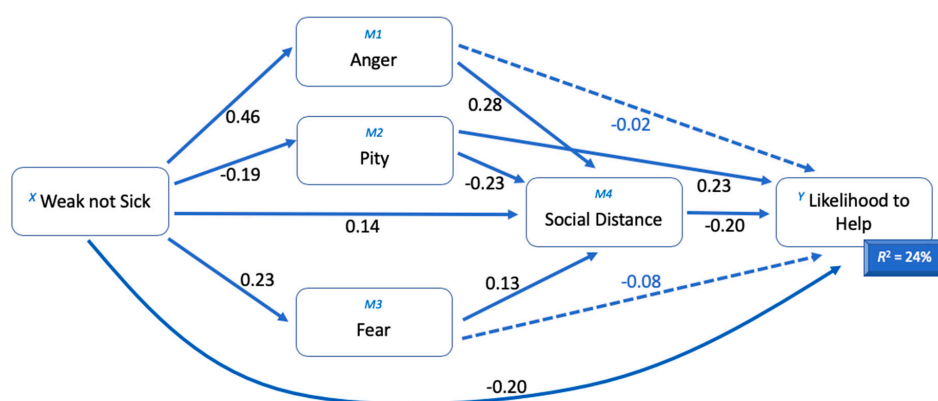 M1
Anger
0.46
0.28
-0.02
M2
Pity
-0.19
-0.23
0.23
X Weak not Sick
0.14
M4
Social Distance
-0.20
Y Likelihood to
Help
R² = 24%
0.23
M3
Fear
0.13
-0.08
-0.20